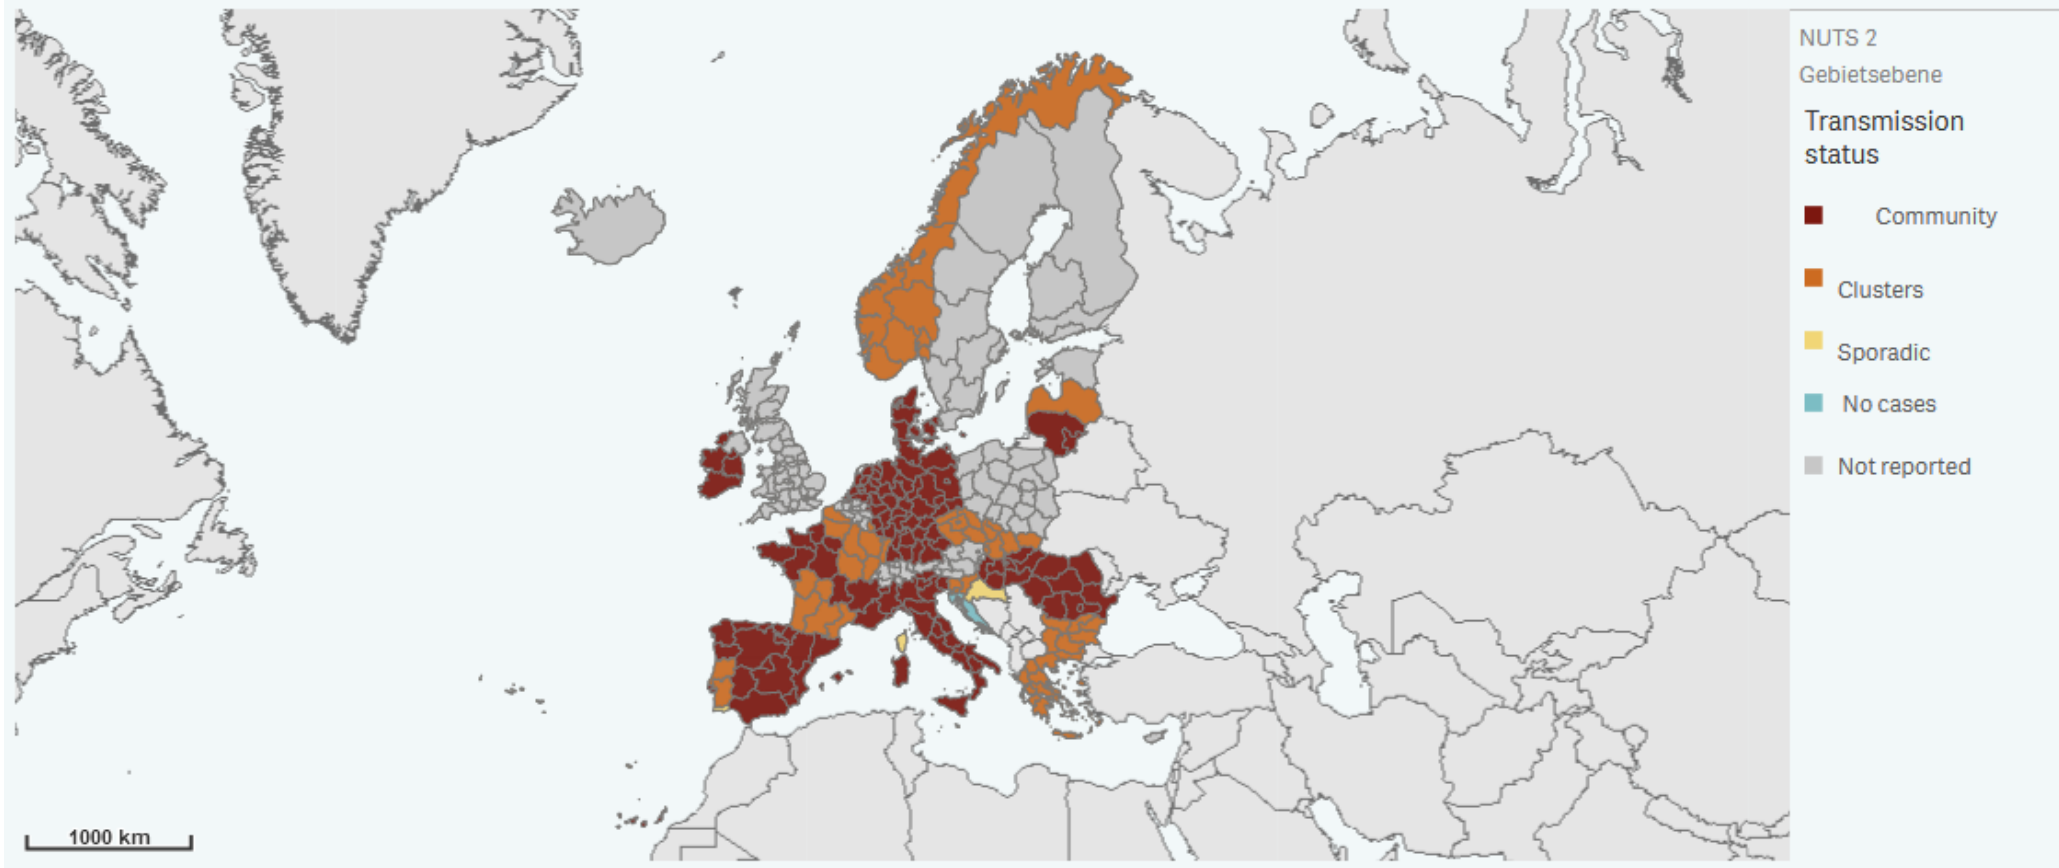 NUTS 2
Gebietsebene
Transmission
status
Community
Clusters
Sporadic
No cases
Not reported
1000 km